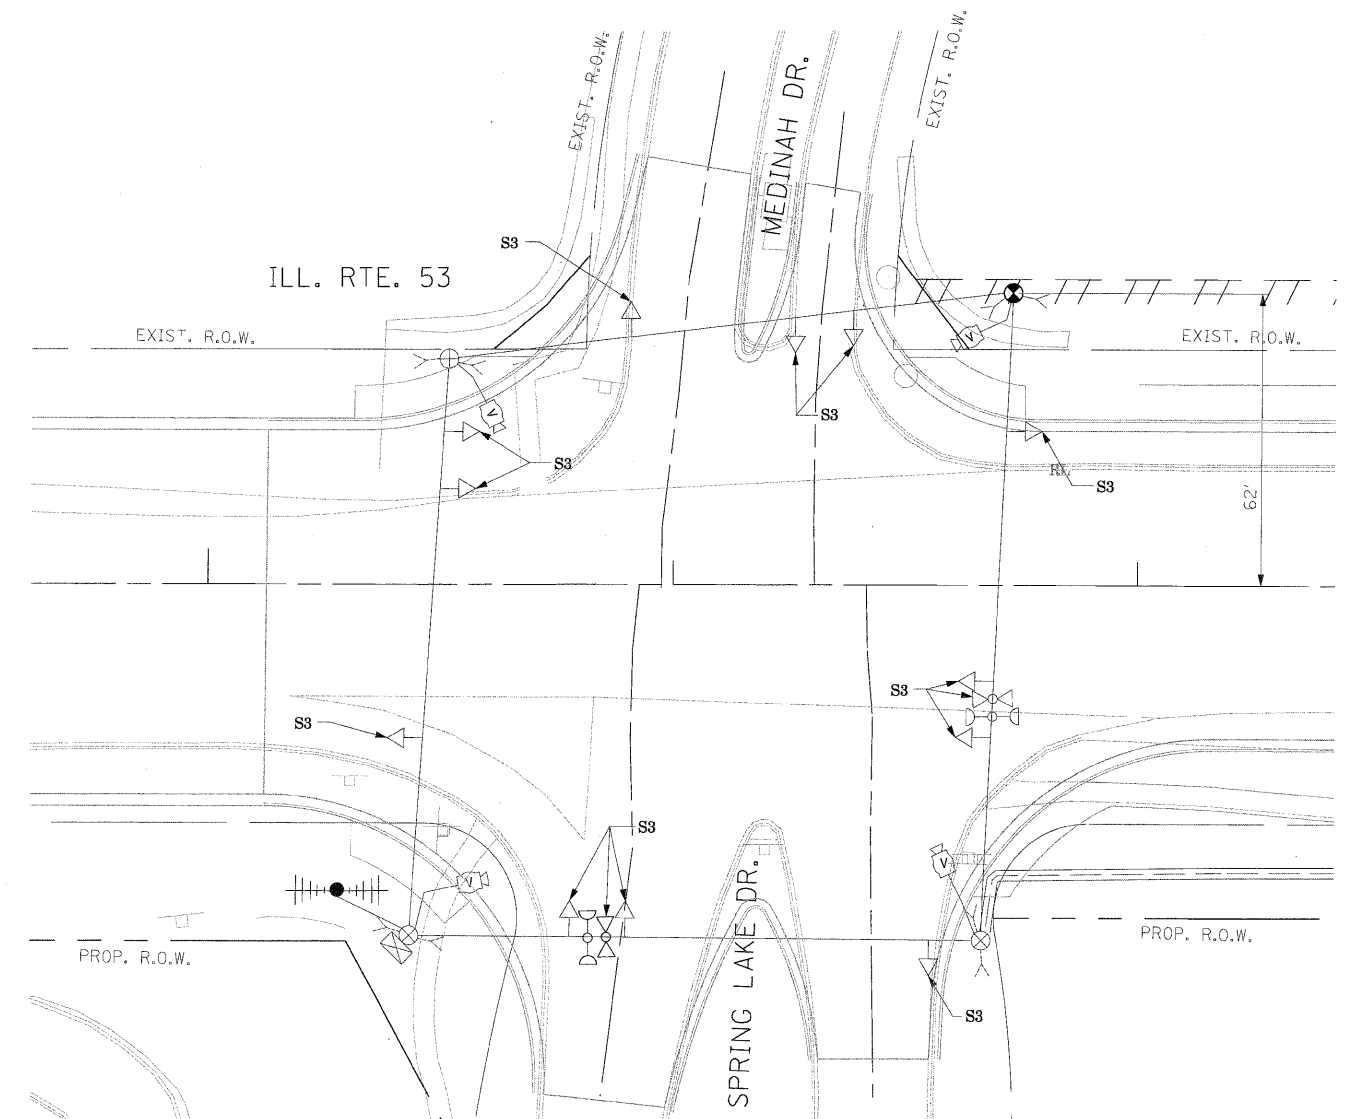 EXIST. R.O.W.
MEDINAH DR.
EXIST. R.O.W.
S3
ILL. RTE. 53
EXIST. R.O.W.
V
EXIST. R.O.W.
V
S3
S3
RL
S3
62'
S3
S3
S3
V
V
PROP. R.O.W.
SPRING LAKE DR.
PROP. R.O.W.
S3